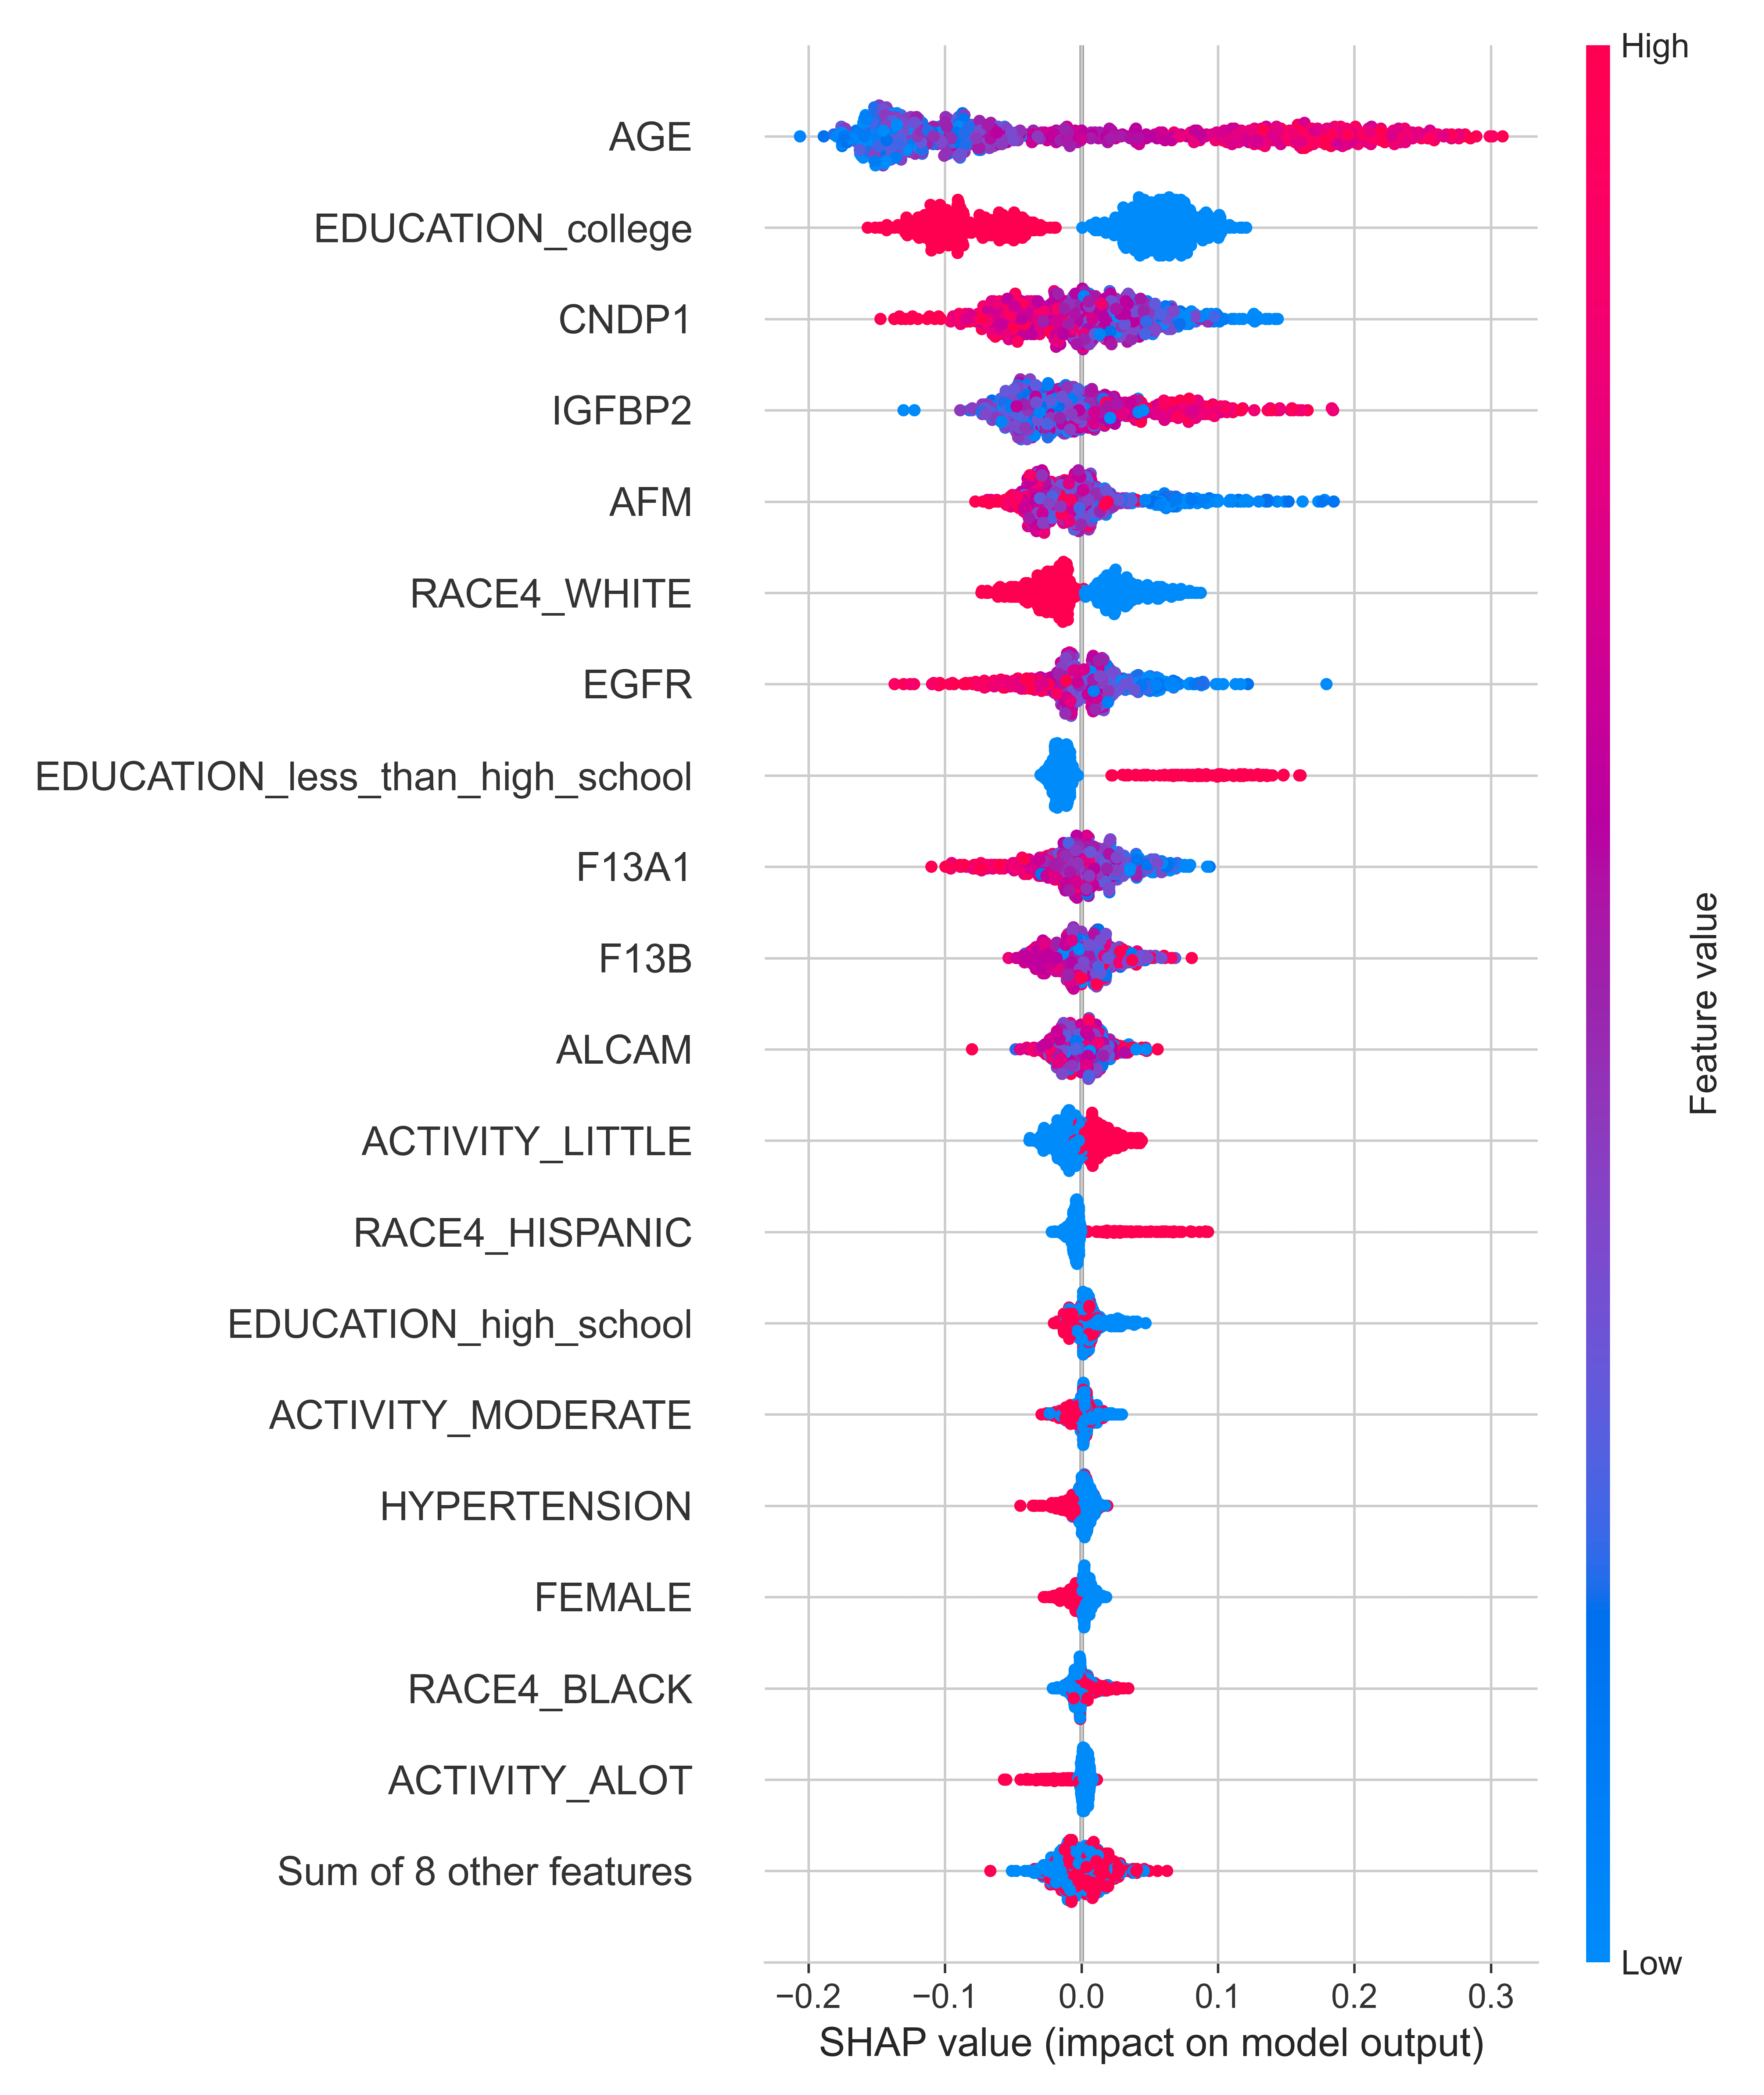 High
AGE
EDUCATION_college
CNDP1
IGFBP2
AFM
RACE4_WHITE
EGFR
EDUCATION_less_than_high_school
F13A1
F13B
ALCAM
ACTIVITY_LITTLE
RACE4_HISPANIC
EDUCATION_high_school
ACTIVITY_MODERATE
HYPERTENSION
FEMALE
RACE4_BLACK
ACTIVITY_ALOT
Sum of 8 other features
Feature value
Low
−0.2 −0.1 0.0 0.1 0.2 0.3
SHAP value (impact on model output)